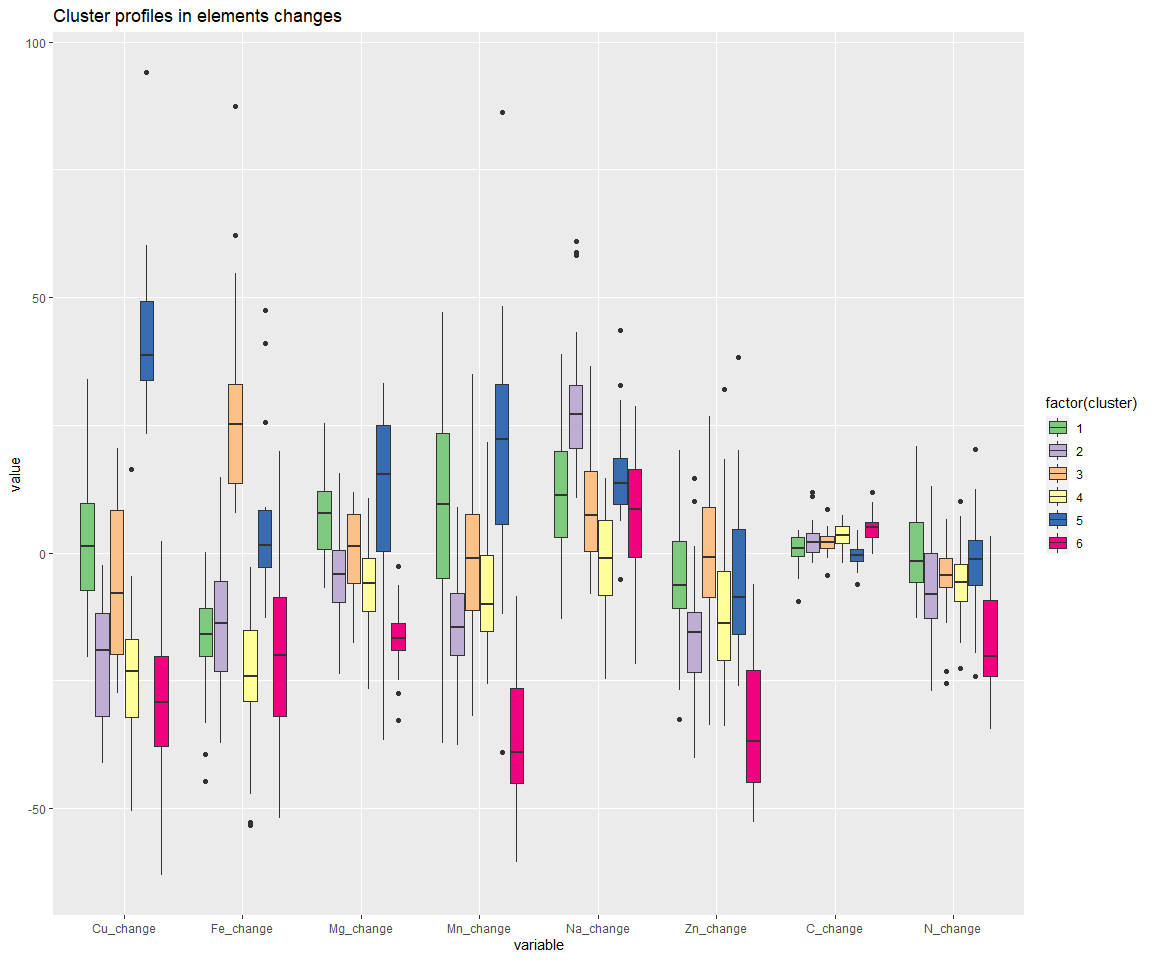 Cluster profiles in elements changes
100
50
0
-50
value
Cu_change Fe_change Mg_change Mn_change Na_change Zn_change C_change N_change
variable
factor(cluster)
1
2
3
4
5
6